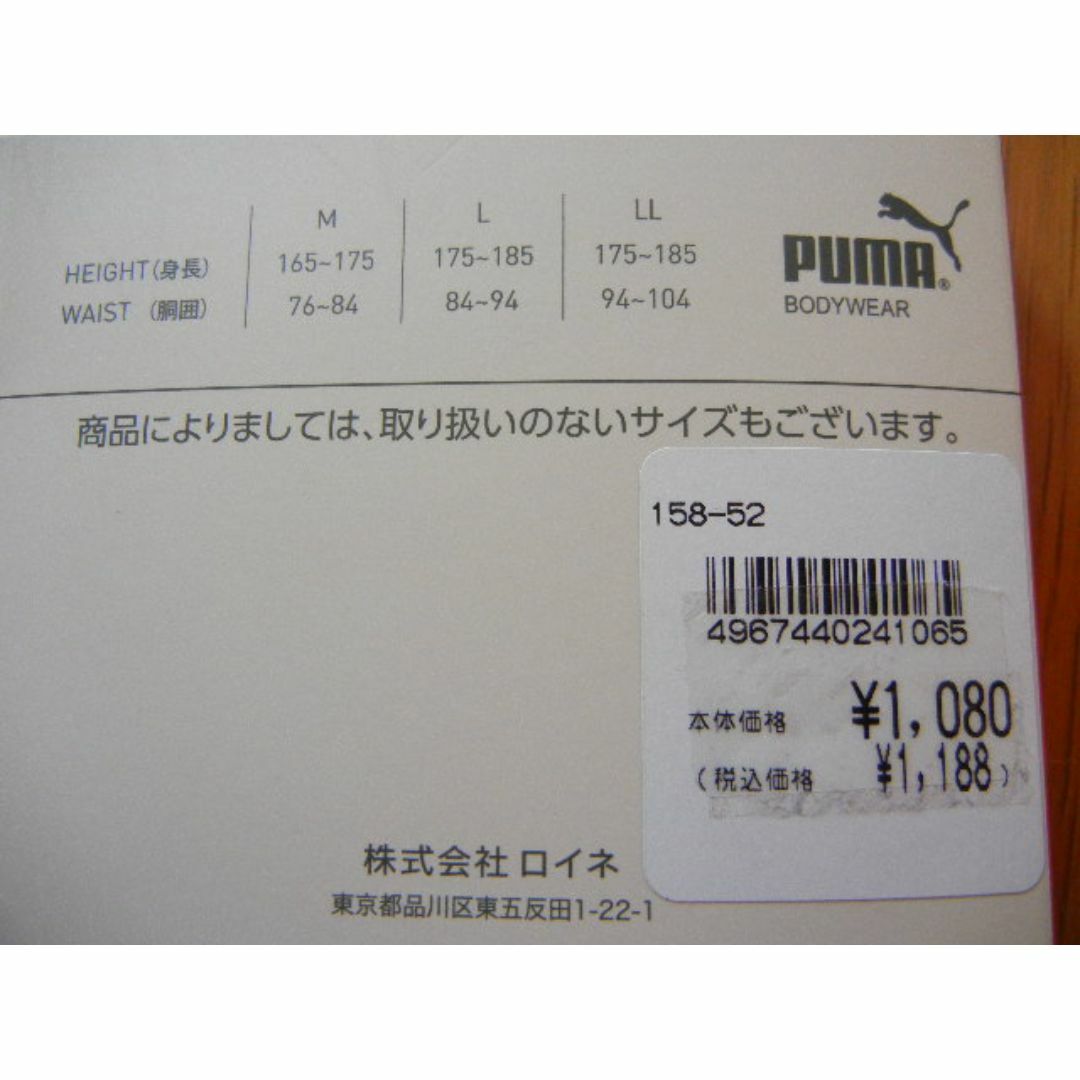 M L LL
HEIGHT(身長) 165~175 175~185 175~185
WAIST (胴囲) 76~84 84~94 94~104
PUMA®
BODYWEAR
商品によりましては、取り扱いのないサイズもございます。
158-52
4967440241065
本体価格 ¥1,080
(税込価格 ¥1,188)
株式会社 ロイネ
東京都品川区東五反田1-22-1